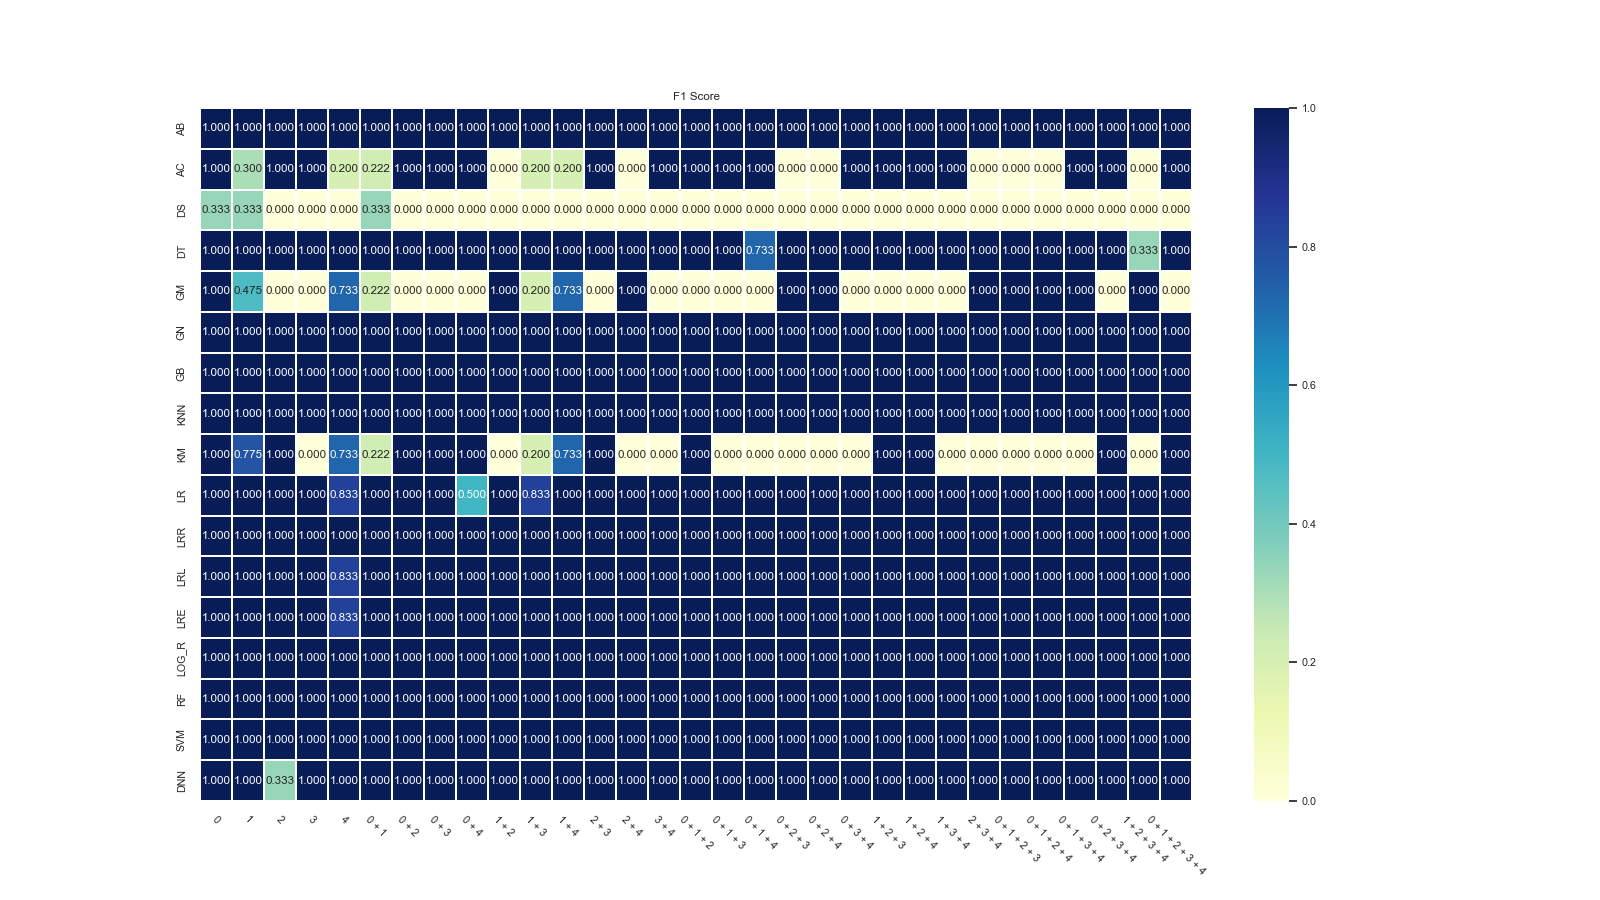 F1 Score
AB 1.000 1.000 1.000 1.000 1.000 1.000 1.000 1.000 1.000 1.000 1.000 1.000 1.000 1.000 1.000 1.000 1.000 1.000 1.000 1.000 1.000 1.000 1.000 1.000 1.000 1.000 1.000 1.000 1.000 1.000 1.000
AC 1.000 0.300 1.000 1.000 0.200 0.222 1.000 1.000 1.000 0.000 0.200 0.200 1.000 0.000 1.000 1.000 1.000 1.000 0.000 0.000 1.000 1.000 1.000 1.000 0.000 0.000 0.000 1.000 1.000 0.000 1.000
DS 0.333 0.333 0.000 0.000 0.000 0.333 0.000 0.000 0.000 0.000 0.000 0.000 0.000 0.000 0.000 0.000 0.000 0.000 0.000 0.000 0.000 0.000 0.000 0.000 0.000 0.000 0.000 0.000 0.000 0.000 0.000
DT 1.000 1.000 1.000 1.000 1.000 1.000 1.000 1.000 1.000 1.000 1.000 1.000 1.000 1.000 1.000 1.000 1.000 0.733 1.000 1.000 1.000 1.000 1.000 1.000 1.000 1.000 1.000 1.000 1.000 0.333 1.000
GM 1.000 0.475 0.000 0.000 0.733 0.222 0.000 0.000 0.000 1.000 0.200 0.733 0.000 1.000 0.000 0.000 0.000 0.000 1.000 1.000 0.000 0.000 0.000 0.000 1.000 1.000 1.000 1.000 0.000 1.000 0.000
GN 1.000 1.000 1.000 1.000 1.000 1.000 1.000 1.000 1.000 1.000 1.000 1.000 1.000 1.000 1.000 1.000 1.000 1.000 1.000 1.000 1.000 1.000 1.000 1.000 1.000 1.000 1.000 1.000 1.000 1.000 1.000
GB 1.000 1.000 1.000 1.000 1.000 1.000 1.000 1.000 1.000 1.000 1.000 1.000 1.000 1.000 1.000 1.000 1.000 1.000 1.000 1.000 1.000 1.000 1.000 1.000 1.000 1.000 1.000 1.000 1.000 1.000 1.000
KNN 1.000 1.000 1.000 1.000 1.000 1.000 1.000 1.000 1.000 1.000 1.000 1.000 1.000 1.000 1.000 1.000 1.000 1.000 1.000 1.000 1.000 1.000 1.000 1.000 1.000 1.000 1.000 1.000 1.000 1.000 1.000
KM 1.000 0.775 1.000 0.000 0.733 0.222 1.000 1.000 1.000 0.000 0.200 0.733 1.000 0.000 0.000 1.000 0.000 0.000 0.000 0.000 0.000 1.000 1.000 0.000 0.000 0.000 0.000 0.000 1.000 0.000 1.000
LR 1.000 1.000 1.000 1.000 0.833 1.000 1.000 1.000 0.500 1.000 0.833 1.000 1.000 1.000 1.000 1.000 1.000 1.000 1.000 1.000 1.000 1.000 1.000 1.000 1.000 1.000 1.000 1.000 1.000 1.000 1.000
LRR 1.000 1.000 1.000 1.000 1.000 1.000 1.000 1.000 1.000 1.000 1.000 1.000 1.000 1.000 1.000 1.000 1.000 1.000 1.000 1.000 1.000 1.000 1.000 1.000 1.000 1.000 1.000 1.000 1.000 1.000 1.000
LRL 1.000 1.000 1.000 1.000 0.833 1.000 1.000 1.000 1.000 1.000 1.000 1.000 1.000 1.000 1.000 1.000 1.000 1.000 1.000 1.000 1.000 1.000 1.000 1.000 1.000 1.000 1.000 1.000 1.000 1.000 1.000
LRE 1.000 1.000 1.000 1.000 0.833 1.000 1.000 1.000 1.000 1.000 1.000 1.000 1.000 1.000 1.000 1.000 1.000 1.000 1.000 1.000 1.000 1.000 1.000 1.000 1.000 1.000 1.000 1.000 1.000 1.000 1.000
LOG_R 1.000 1.000 1.000 1.000 1.000 1.000 1.000 1.000 1.000 1.000 1.000 1.000 1.000 1.000 1.000 1.000 1.000 1.000 1.000 1.000 1.000 1.000 1.000 1.000 1.000 1.000 1.000 1.000 1.000 1.000 1.000
RF 1.000 1.000 1.000 1.000 1.000 1.000 1.000 1.000 1.000 1.000 1.000 1.000 1.000 1.000 1.000 1.000 1.000 1.000 1.000 1.000 1.000 1.000 1.000 1.000 1.000 1.000 1.000 1.000 1.000 1.000 1.000
SVM 1.000 1.000 1.000 1.000 1.000 1.000 1.000 1.000 1.000 1.000 1.000 1.000 1.000 1.000 1.000 1.000 1.000 1.000 1.000 1.000 1.000 1.000 1.000 1.000 1.000 1.000 1.000 1.000 1.000 1.000 1.000
DNN 1.000 1.000 0.333 1.000 1.000 1.000 1.000 1.000 1.000 1.000 1.000 1.000 1.000 1.000 1.000 1.000 1.000 1.000 1.000 1.000 1.000 1.000 1.000 1.000 1.000 1.000 1.000 1.000 1.000 1.000 1.000
0
1
2
3
4
0 + 1
0 + 2
0 + 3
0 + 4
1 + 2
1 + 3
1 + 4
2 + 3
2 + 4
3 + 4
0 + 1 + 2
0 + 1 + 3
0 + 1 + 4
0 + 2 + 3
0 + 2 + 4
0 + 3 + 4
1 + 2 + 3
1 + 2 + 4
1 + 3 + 4
2 + 3 + 4
0 + 1 + 2 + 3
0 + 1 + 2 + 4
0 + 1 + 3 + 4
0 + 2 + 3 + 4
1 + 2 + 3 + 4
0 + 1 + 2 + 3 + 4
1.0
0.8
0.6
0.4
0.2
0.0